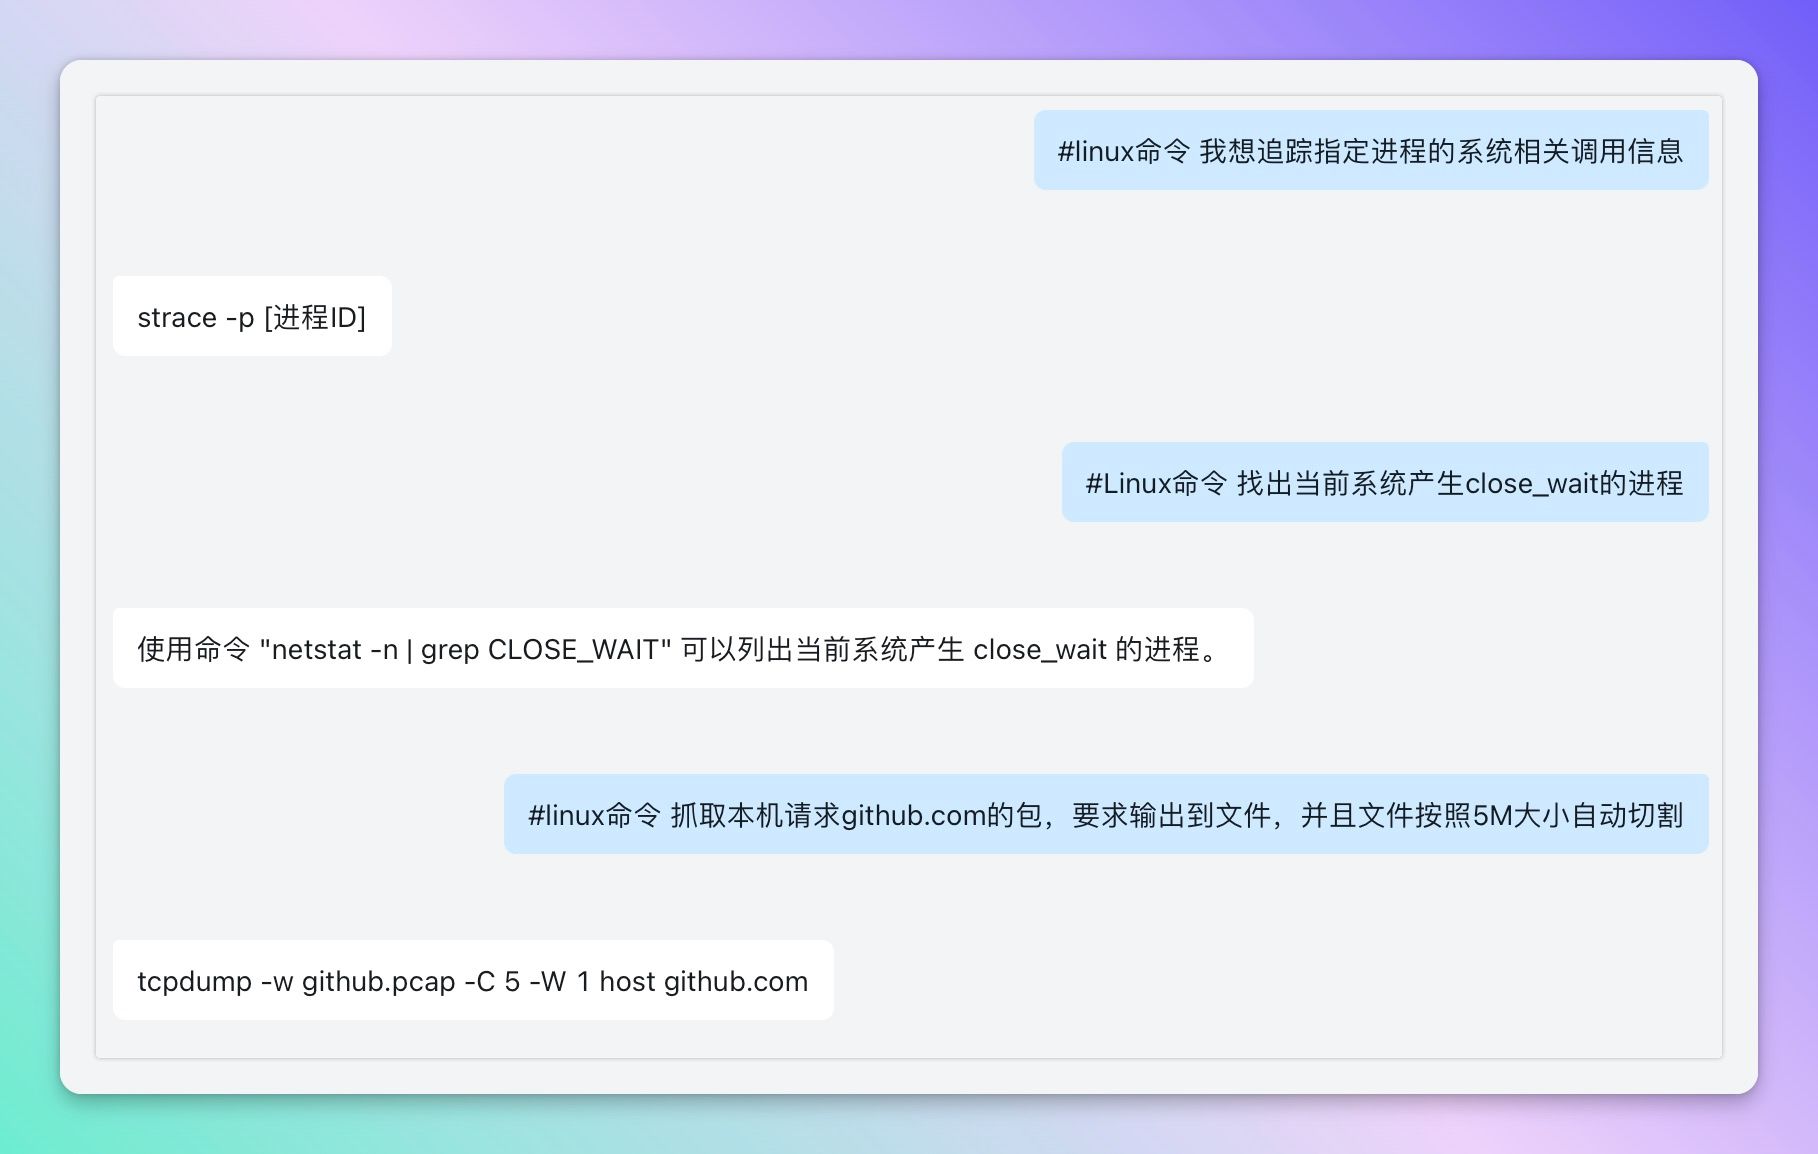 #linux命令 我想追踪指定进程的系统相关调用信息
strace -p [进程ID]
#Linux命令 找出当前系统产生close_wait的进程
使用命令 "netstat -n | grep CLOSE_WAIT" 可以列出当前系统产生 close_wait 的进程。
#linux命令 抓取本机请求github.com的包，要求输出到文件，并且文件按照5M大小自动切割
tcpdump -w github.pcap -C 5 -W 1 host github.com